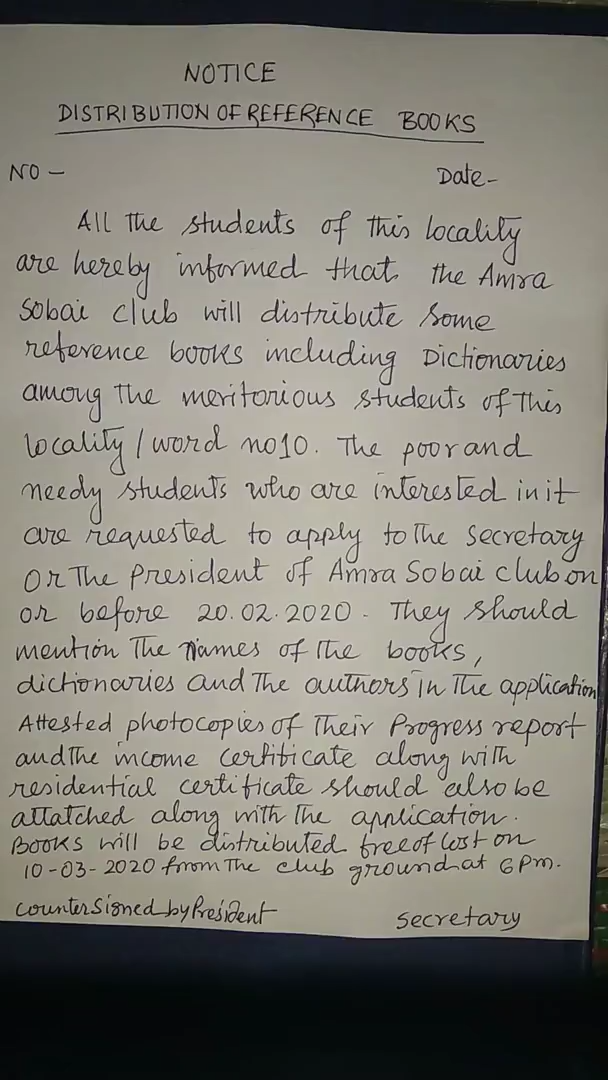 NOTICE
DISTRIBUTION OF REFERENCE BOOKS
NO - Date-
All The students of this locality
are hereby informed that the Amra
Sobai club will distribute some
reference books including Dictionaries
among The meritorious students of This
locality/word no10. The poor and
needy students who are interested in it
are requested to apply to The Secretary
Or The President of Amra Sobai club on
or before 20.02.2020. They should
mention The names of The books,
dictionaries and The authors in The application
Attested photocopies of Their Progress report
and The income certificate along with
residential certificate should also be
attatched along with The application.
Books will be distributed free of cost on
10-03-2020 from The club ground at 6 Pm.
Countersigned by President Secretary